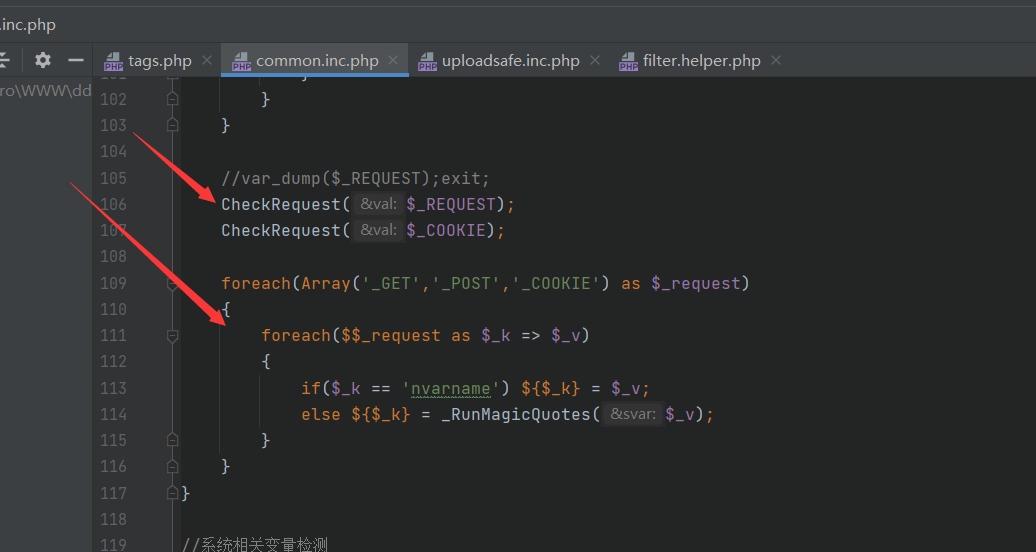 .inc.php
tags.php common.inc.php uploadsafe.inc.php filter.helper.php
ro\WWW\dd
102 }
103 }
104
105 //var_dump($_REQUEST);exit;
106 CheckRequest( &val: $_REQUEST);
107 CheckRequest( &val: $_COOKIE);
108
109 foreach(Array('_GET','_POST','_COOKIE') as $_request)
110 {
111 foreach($$_request as $_k => $_v)
112 {
113 if($_k == 'nvarname') ${$_k} = $_v;
114 else ${$_k} = _RunMagicQuotes( &svar: $_v);
115 }
116 }
117 }
118
119 //系统相关变量检测